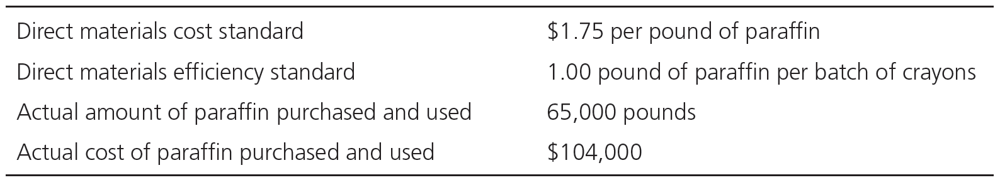 Direct materials cost standard $1.75 per pound of paraffin
Direct materials efficiency standard 1.00 pound of paraffin per batch of crayons
Actual amount of paraffin purchased and used 65,000 pounds
Actual cost of paraffin purchased and used $104,000